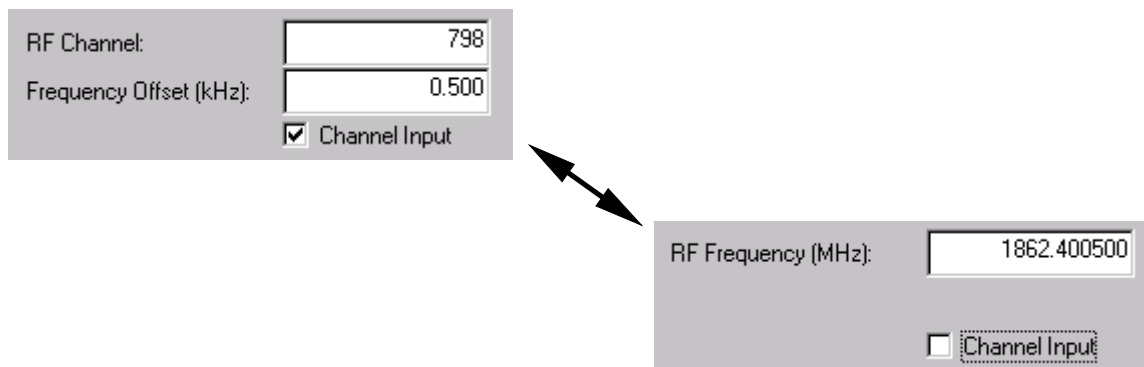 RF Channel: 798
Frequency Offset (kHz): 0.500
Channel Input
RF Frequency (MHz): 1862.400500
Channel Input